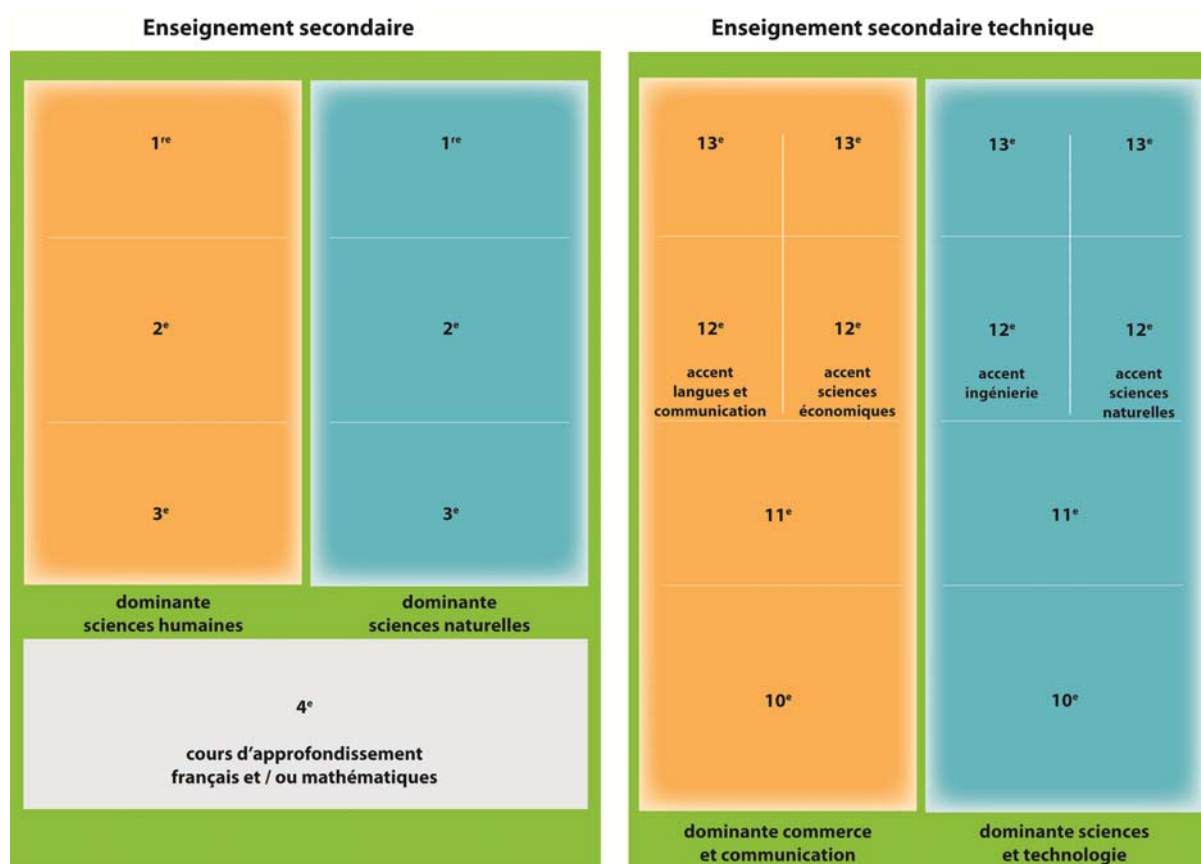 Enseignement secondaire
1re
1re
2e
2e
3e
3e
dominante
sciences humaines
dominante
sciences naturelles
4e
cours d'approfondissement
français et / ou mathématiques
Enseignement secondaire technique
13e
13e
13e
13e
12e
accent
langues et
communication
12e
accent
sciences
économiques
12e
accent
ingénierie
12e
accent
sciences
naturelles
11e
11e
10e
10e
dominante commerce
et communication
dominante sciences
et technologie